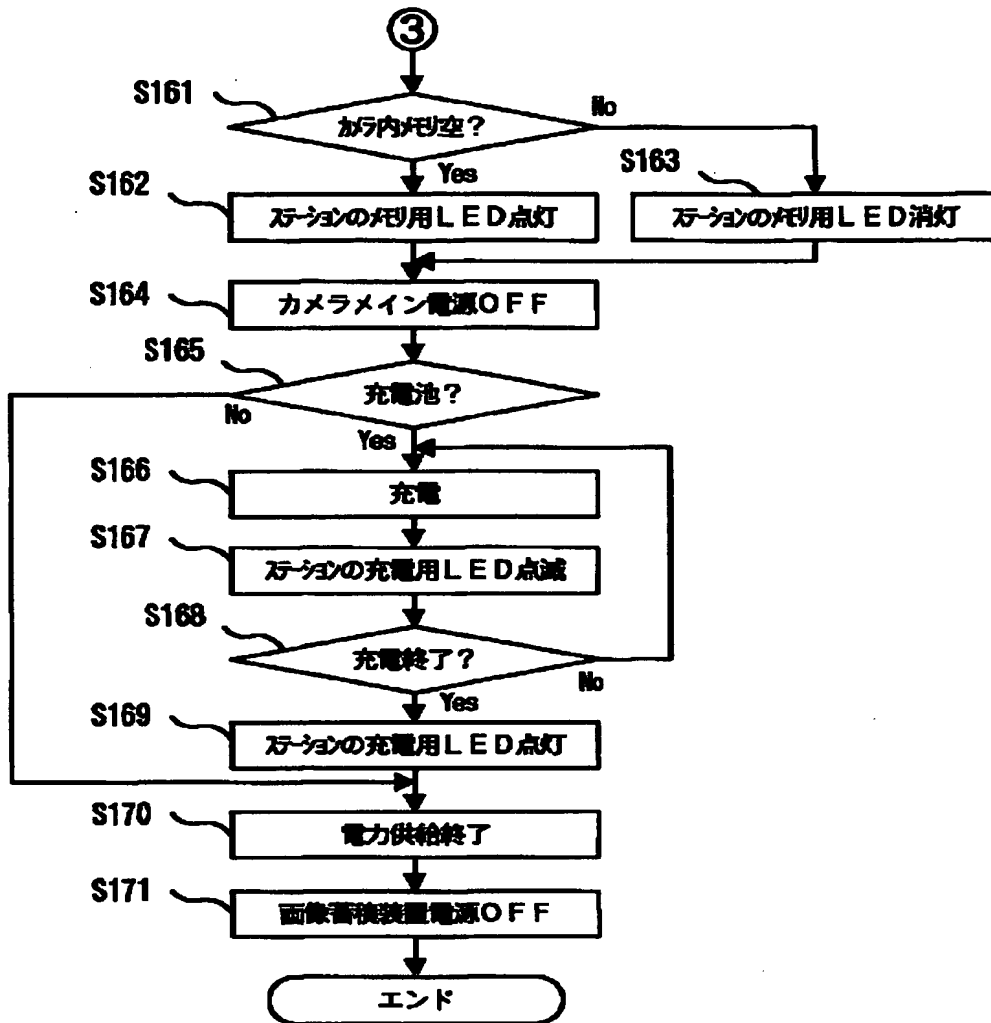 ③
S161
カメラ内メモリ空？
No
Yes
S162
ステーションのメモリ用ＬＥＤ点灯
S163
ステーションのメモリ用ＬＥＤ消灯
S164
カメラメイン電源ＯＦＦ
S165
充電池？
No
Yes
S166
充電
S167
ステーションの充電用ＬＥＤ点滅
S168
充電終了？
No
Yes
S169
ステーションの充電用ＬＥＤ点灯
S170
電力供給終了
S171
画像蓄積装置電源ＯＦＦ
エンド